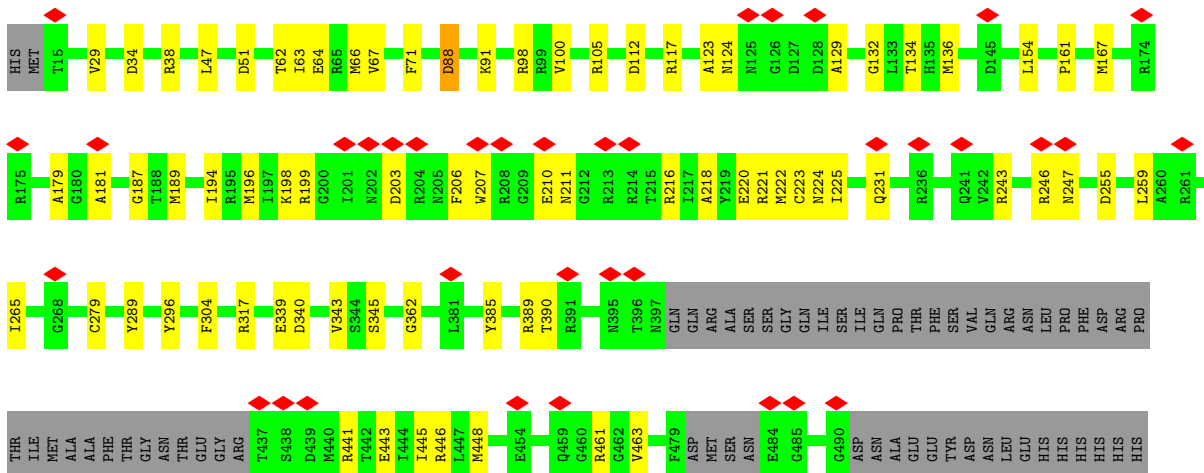 HIS MET T15 V29 D34 R38 L47 D51 T62 I63 E64 R65 M66 V67 F71 D88 K91 R98 R99 V100 R105 D112 R117 A123 N124 N125 G126 D127 D128 A129 G132 L133 T134 H135 M136 D145 L154 P161 M167 R174
R175 A179 G180 A181 G187 T188 M189 I194 R195 M196 I197 K198 R199 G200 I201 N202 D203 R204 N205 F206 W207 R208 G209 E210 N211 G212 R213 R214 T215 R216 I217 A218 Y219 E220 R221 M222 C223 N224 I225 Q231 R236 Q241 V242 R243 R246 N247 D255 L259 A260 R261
I265 G268 C279 Y289 Y296 F304 R317 E339 D340 V343 S344 S345 G362 L381 Y385 R389 T390 R391 N395 T396 N397 GLN GLN ARG ALA SER SER GLY GLN ILE SER ILE GLN PRO THR PHE SER VAL GLN ARG ASN LEU PRO PHE ASP ARG PRO
THR ILE MET ALA ALA PHE THR GLY ASN THR GLU GLY ARG T437 S438 D439 M440 R441 T442 E443 I444 I445 R446 L447 M448 E454 Q459 G460 R461 G462 V463 F479 ASP MET SER ASN E484 G485 G490 ASP ASN ALA GLU GLU TYR ASP ASN LEU GLU HIS HIS HIS HIS HIS HIS